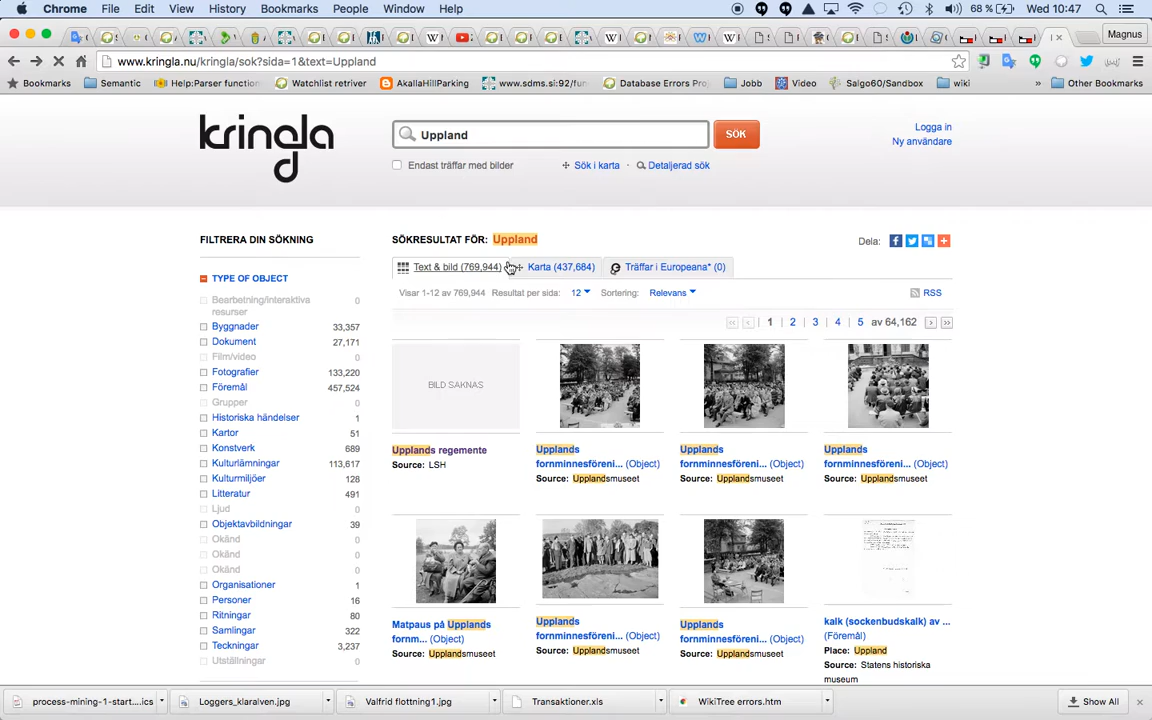 Chrome File Edit View History Bookmarks People Window Help 68 % Wed 10:47
Magnus
www.kringla.nu/kringla/sok?sida=1&text=Uppland
Bookmarks Semantic Help:Parser function Watchlist retriver AkallaHillParking www.sdms.si:92/fun Database Errors Pro Jobb Video Salgo60/Sandbox wiki » Other Bookmarks
kringla
Uppland
SÖK
Endast träffar med bilder
Sök i karta · Detaljerad sök
Logga in
Ny användare
FILTRERA DIN SÖKNING
TYPE OF OBJECT
Bearbetning/interaktiva resurser 0
Byggnader 33,357
Dokument 27,171
Film/video 0
Fotografier 133,220
Föremål 457,524
Grupper 0
Historiska händelser 1
Kartor 51
Konstverk 689
Kulturlämningar 113,617
Kulturmiljöer 128
Litteratur 491
Ljud 0
Objektavbildningar 39
Okänd 0
Okänd 0
Okänd 0
Organisationer 1
Personer 16
Ritningar 80
Samlingar 322
Teckningar 3,237
Utställningar 0
SÖKRESULTAT FÖR: Uppland
Dela:
Text & bild (769,944) Karta (437,684) Träffar i Europeana* (0)
Visar 1-12 av 769,944 Resultat per sida: 12 Sortering: Relevans RSS
« ‹ | 1 | 2 | 3 | 4 | 5 av 64,162 › »
BILD SAKNAS
Upplands regemente
Source: LSH
Upplands
fornminnesföreni... (Object)
Source: Upplandsmuseet
Upplands
fornminnesföreni... (Object)
Source: Upplandsmuseet
Upplands
fornminnesföreni... (Object)
Source: Upplandsmuseet
Matpaus på Upplands
fornm... (Object)
Source: Upplandsmuseet
Upplands
fornminnesföreni... (Object)
Source: Upplandsmuseet
Upplands
fornminnesföreni... (Object)
Source: Upplandsmuseet
kalk (sockenbudskalk) av ...
(Föremål)
Place: Uppland
Source: Statens historiska
museum
process-mining-1-start....ics Loggers_klaralven.jpg Valfrid flottning1.jpg Transaktioner.xls WikiTree errors.htm Show All